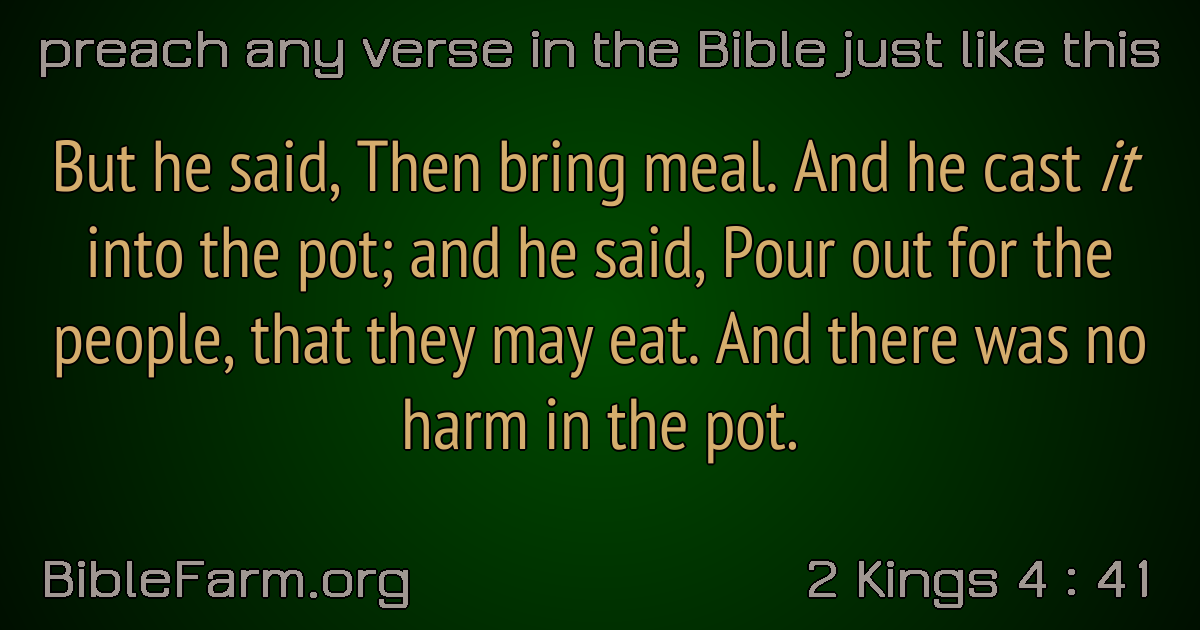 preach any verse in the Bible just like this
But he said, Then bring meal. And he cast it
into the pot; and he said, Pour out for the
people, that they may eat. And there was no
harm in the pot.
BibleFarm.org
2 Kings 4 : 41